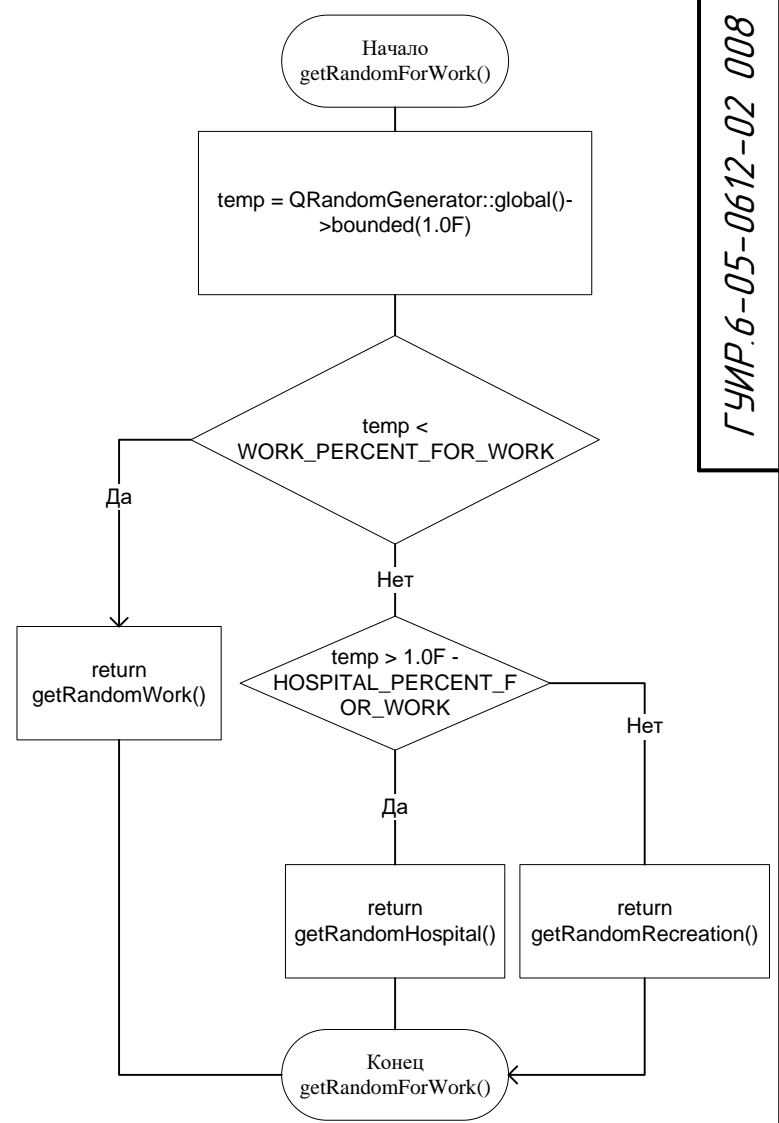 Начало
getRandomForWork()
temp = QRandomGenerator::global()-
>bounded(1.0F)
temp <
WORK_PERCENT_FOR_WORK
Да
Нет
return
getRandomWork()
temp > 1.0F -
HOSPITAL_PERCENT_F
OR_WORK
Нет
Да
return
getRandomHospital()
return
getRandomRecreation()
Конец
getRandomForWork()
ГУИР.6-05-0612-02 008